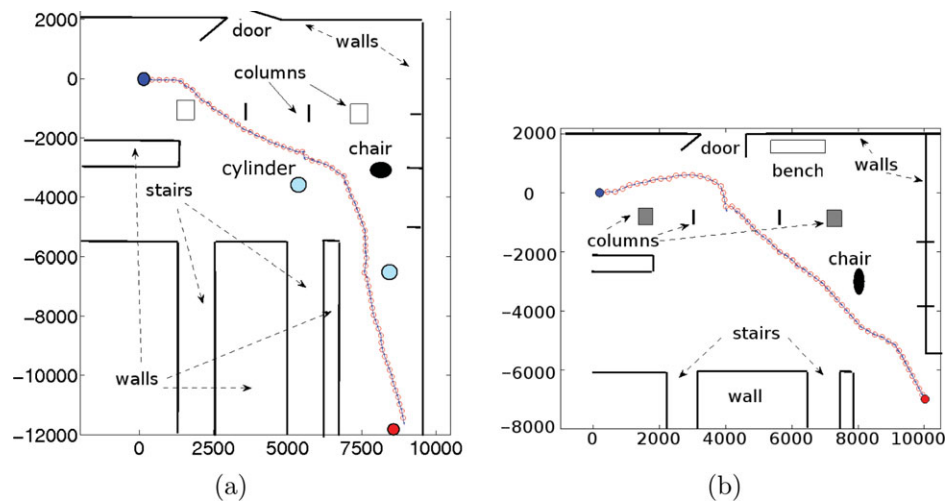 2000
0
−2000
−4000
−6000
−8000
−10000
−12000
0 2500 5000 7500 10000
door
walls
columns
cylinder
chair
stairs
walls
(a)
2000
0
−2000
−4000
−6000
−8000
0 2000 4000 6000 8000 10000
door
bench
walls
columns
chair
stairs
wall
(b)